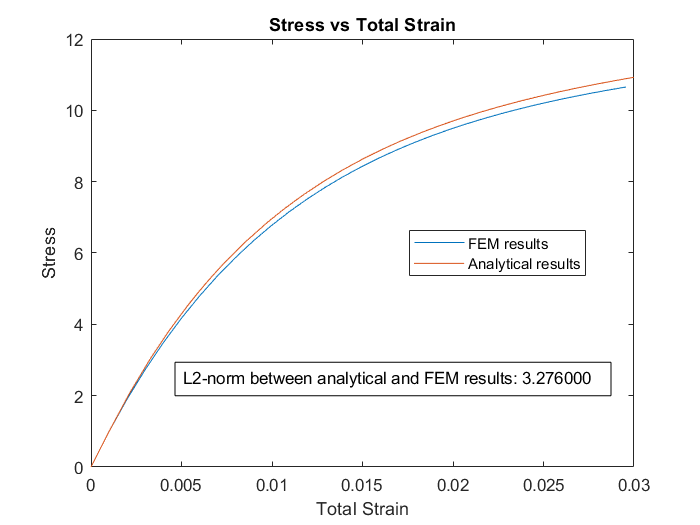 Stress vs Total Strain
12
10
8
6
4
2
0
Stress
FEM results
Analytical results
L2-norm between analytical and FEM results: 3.276000
0 0.005 0.01 0.015 0.02 0.025 0.03
Total Strain